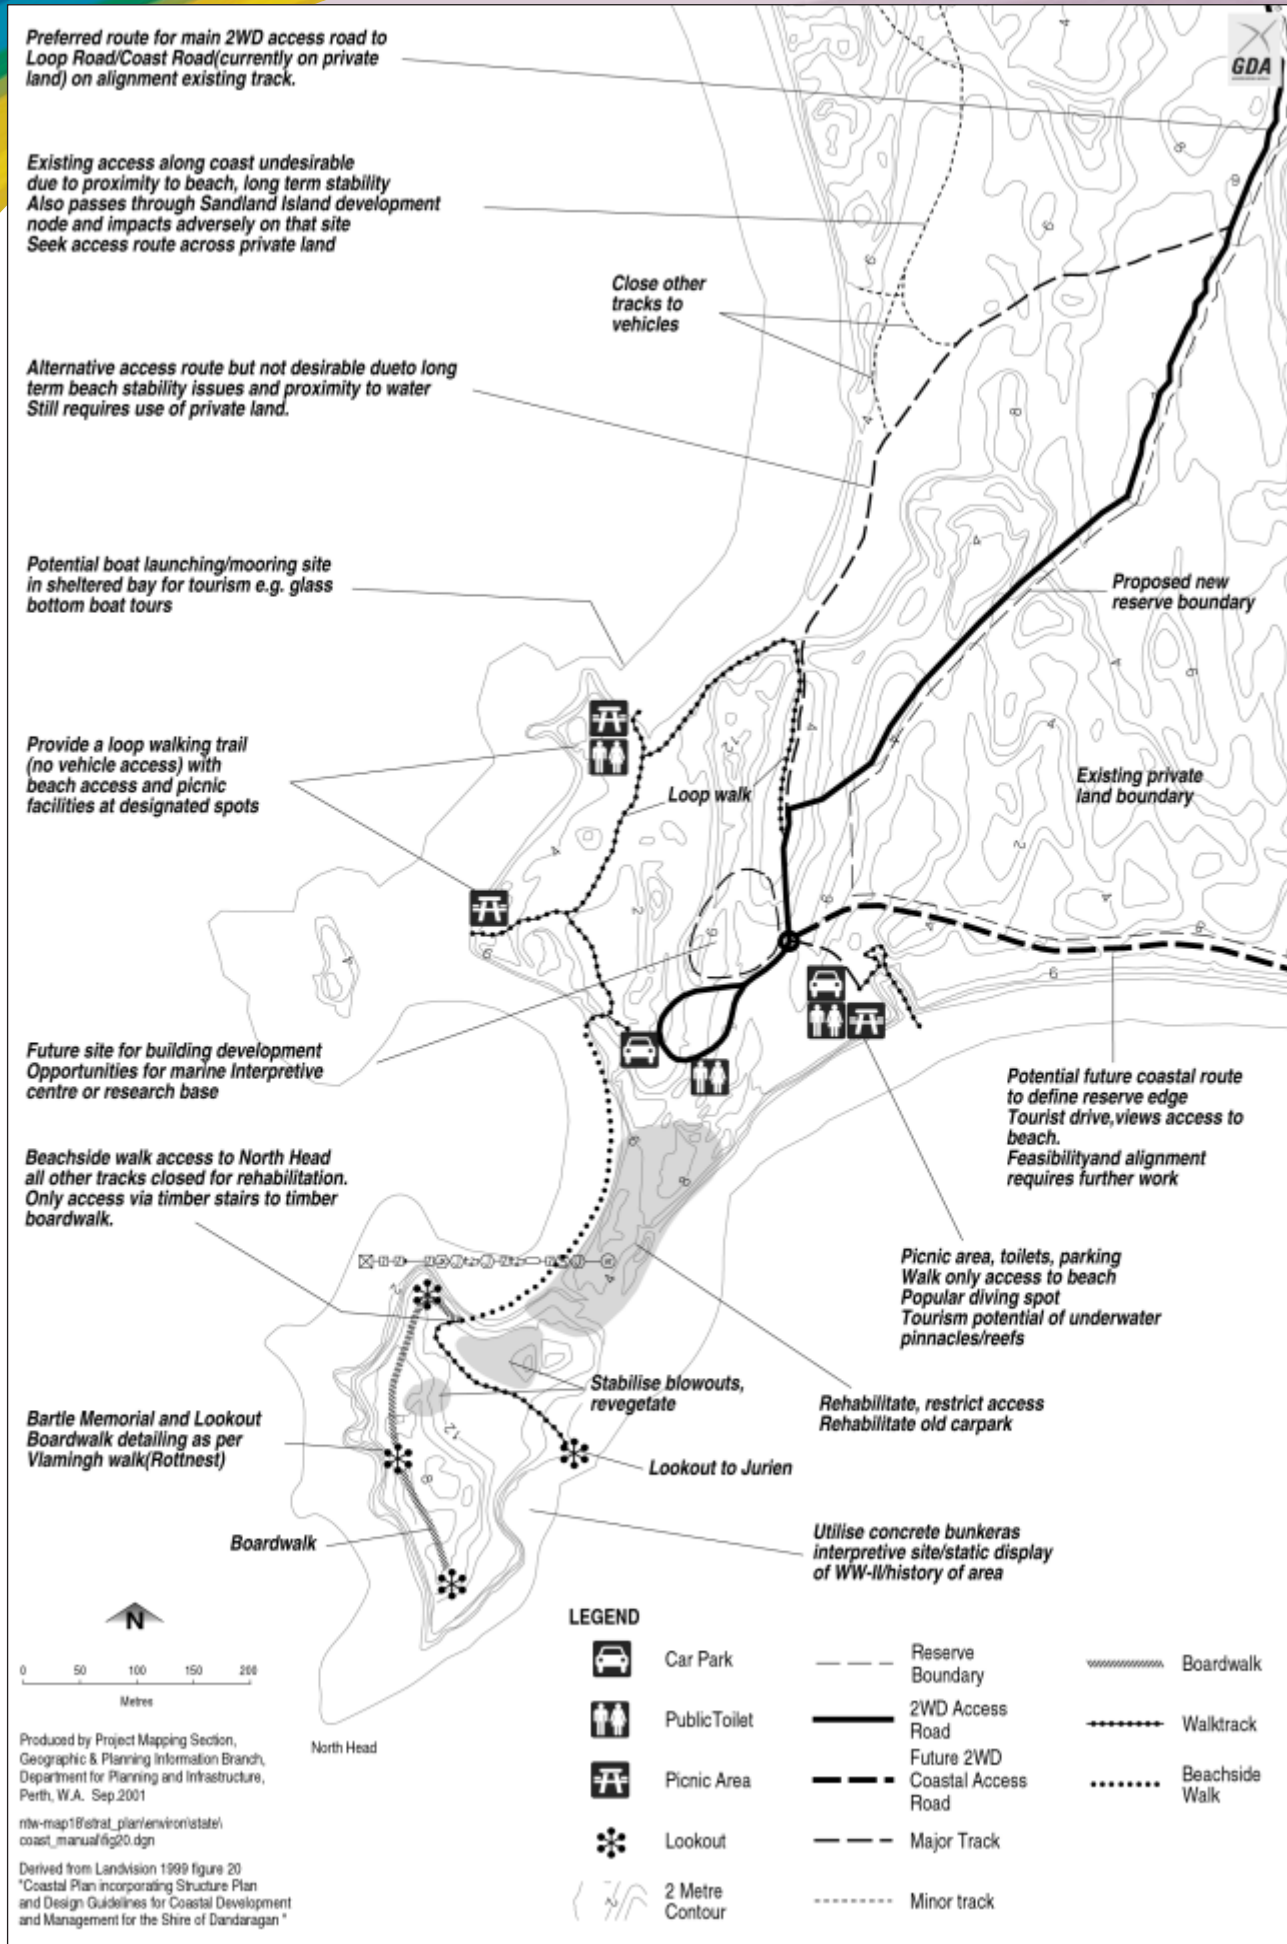 GDA
Preferred route for main 2WD access road to
Loop Road/Coast Road(currently on private
land) on alignment existing track.
Existing access along coast undesirable
due to proximity to beach, long term stability
Also passes through Sandland Island development
node and impacts adversely on that site
Seek access route across private land
Close other
tracks to
vehicles
Alternative access route but not desirable dueto long
term beach stability issues and proximity to water
Still requires use of private land.
Potential boat launching/mooring site
in sheltered bay for tourism e.g. glass
bottom boat tours
Proposed new
reserve boundary
Provide a loop walking trail
(no vehicle access) with
beach access and picnic
facilities at designated spots
Loop walk
Existing private
land boundary
Future site for building development
Opportunities for marine Interpretive
centre or research base
Potential future coastal route
to define reserve edge
Tourist drive,views access to
beach.
Feasibilityand alignment
requires further work
Beachside walk access to North Head
all other tracks closed for rehabilitation.
Only access via timber stairs to timber
boardwalk.
Picnic area, toilets, parking
Walk only access to beach
Popular diving spot
Tourism potential of underwater
pinnacles/reefs
Stabilise blowouts,
revegetate
Rehabilitate, restrict access
Rehabilitate old carpark
Bartle Memorial and Lookout
Boardwalk detailing as per
Vlamingh walk(Rottnest)
Lookout to Jurien
Boardwalk
Utilise concrete bunkeras
interpretive site/static display
of WW-II/history of area
N
0 50 100 150 200
Metres
North Head
LEGEND
Car Park
Public Toilet
Picnic Area
Lookout
2 Metre
Contour
Reserve
Boundary
2WD Access
Road
Future 2WD
Coastal Access
Road
Major Track
Minor track
Boardwalk
Walktrack
Beachside
Walk
Produced by Project Mapping Section,
Geographic & Planning Information Branch,
Department for Planning and Infrastructure,
Perth, W.A. Sep.2001
ntw-map18\strat_plan\environ\state\
coast_manual\fig20.dgn
Derived from Landvision 1999 figure 20
"Coastal Plan incorporating Structure Plan
and Design Guidelines for Coastal Development
and Management for the Shire of Dandaragan "